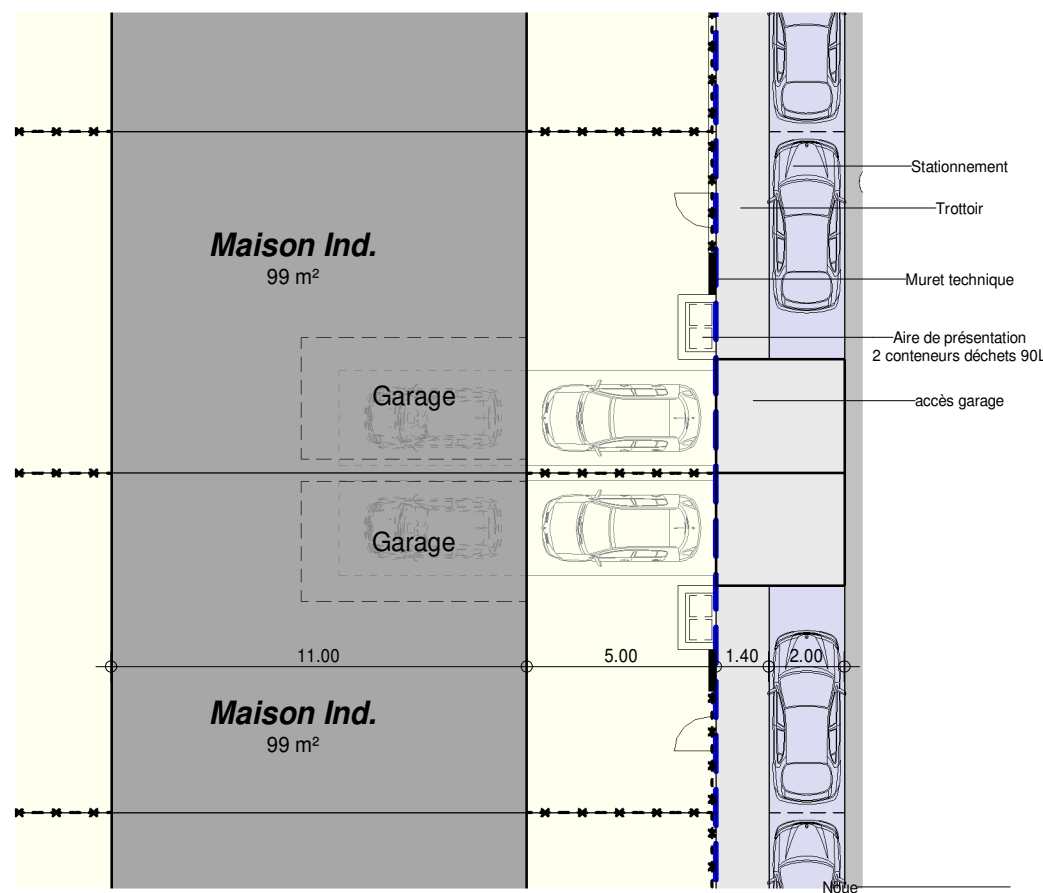 Stationnement
Trottoir
Maison Ind.
99 m²
Muret technique
Aire de présentation
2 conteneurs déchets 90L
Garage
accès garage
Garage
11.00
5.00
1.40
2.00
Maison Ind.
99 m²
Noue